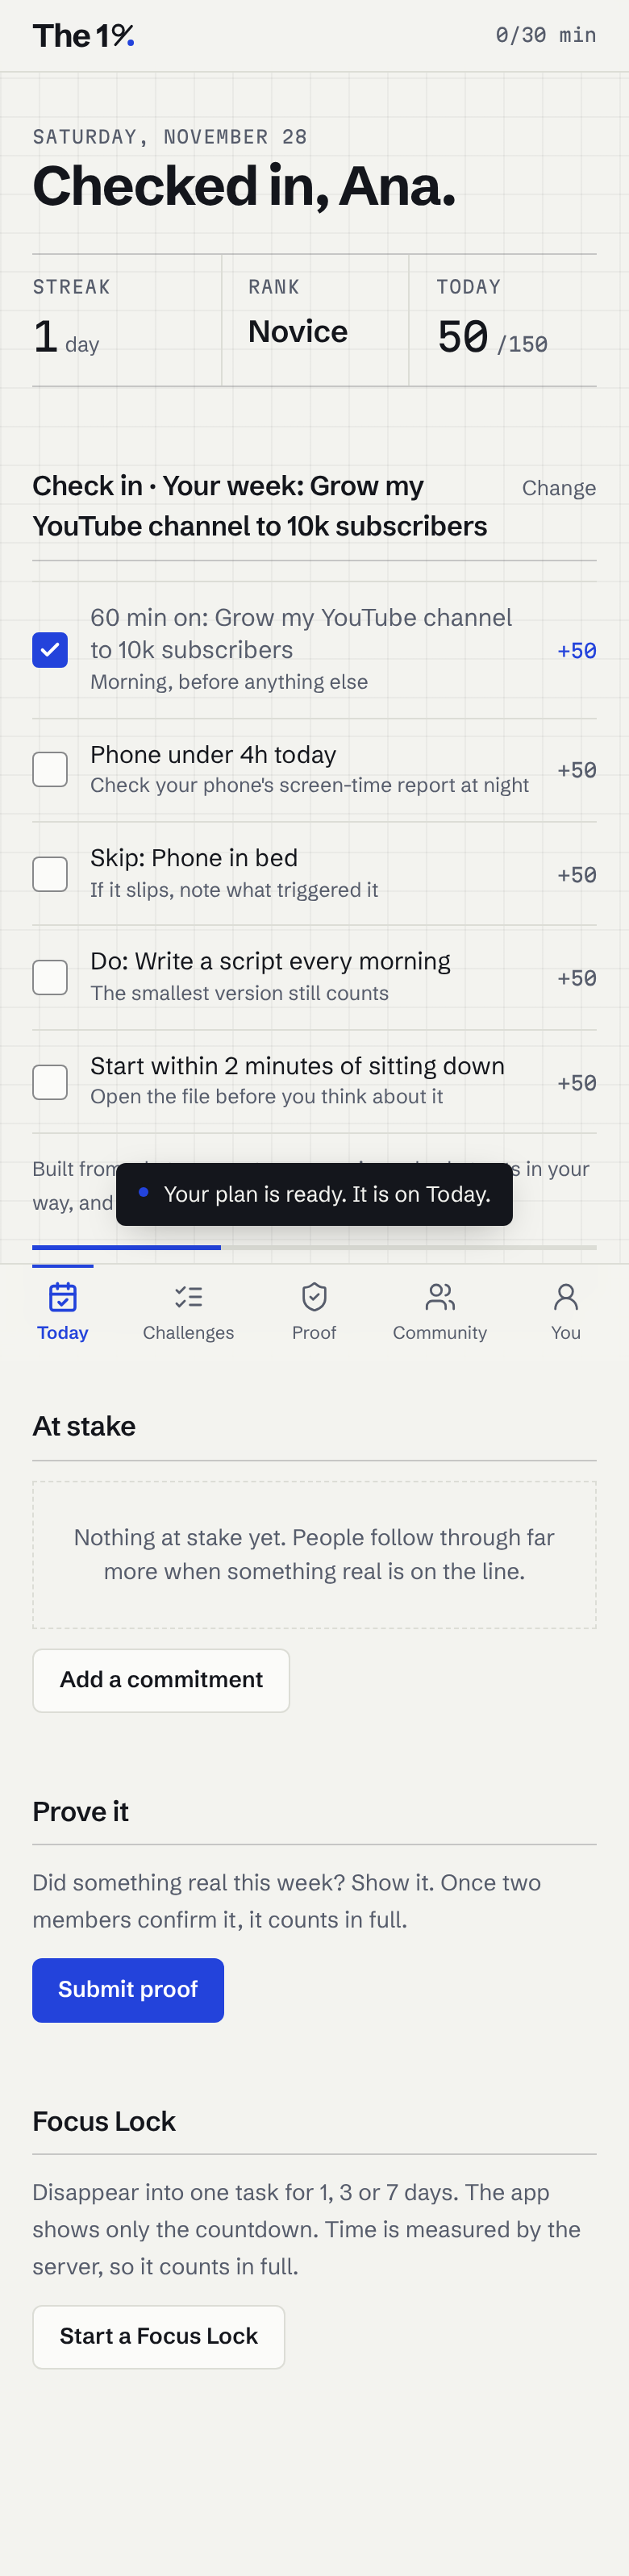 The 1%.
0/30 min
SATURDAY, NOVEMBER 28
Checked in, Ana.
STREAK
1 day
RANK
Novice
TODAY
50 /150
Check in · Your week: Grow my
YouTube channel to 10k subscribers
Change
60 min on: Grow my YouTube channel
to 10k subscribers
Morning, before anything else
+50
Phone under 4h today
Check your phone's screen-time report at night
+50
Skip: Phone in bed
If it slips, note what triggered it
+50
Do: Write a script every morning
The smallest version still counts
+50
Start within 2 minutes of sitting down
Open the file before you think about it
+50
Built from in your
way, and
Your plan is ready. It is on Today.
Today
Challenges
Proof
Community
You
At stake
Nothing at stake yet. People follow through far
more when something real is on the line.
Add a commitment
Prove it
Did something real this week? Show it. Once two
members confirm it, it counts in full.
Submit proof
Focus Lock
Disappear into one task for 1, 3 or 7 days. The app
shows only the countdown. Time is measured by the
server, so it counts in full.
Start a Focus Lock